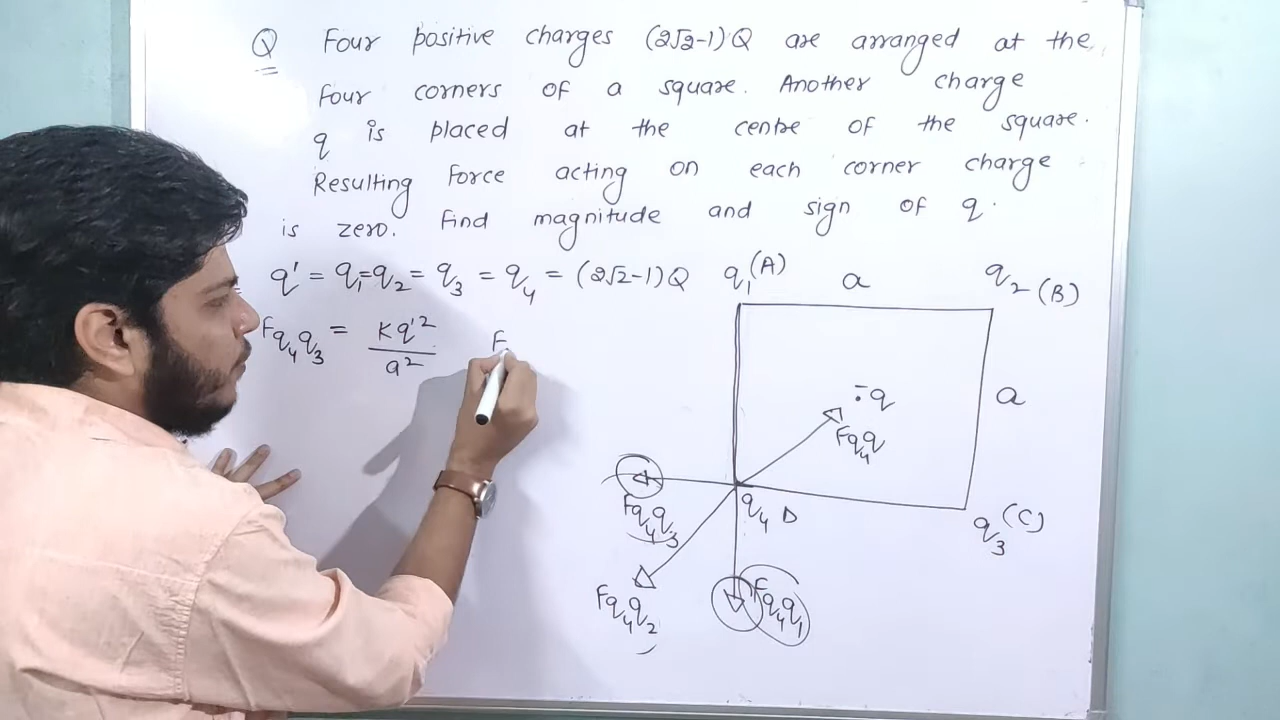 Q Four positive charges (2√2-1)Q are arranged at the
four corners of a square. Another charge
q is placed at the centre of the square.
Resulting Force acting on each corner charge
is zero. Find magnitude and sign of q.
q' = q₁=q₂ = q₃ = q₄ = (2√2-1)Q
q₁(A) a q₂(B)
Fq₄q₃ = Kq'²/a² F
q a
Fq₄q
Fq₄q₃ q₄ D q₃(C)
Fq₄q₂ Fq₄q₁